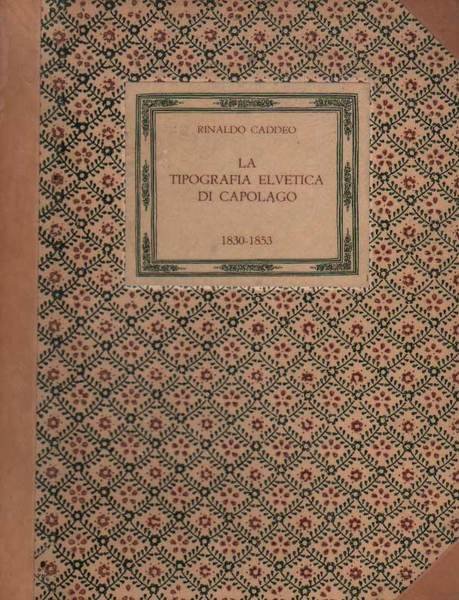 RINALDO CADDEO
LA
TIPOGRAFIA ELVETICA
DI CAPOLAGO
1830-1853